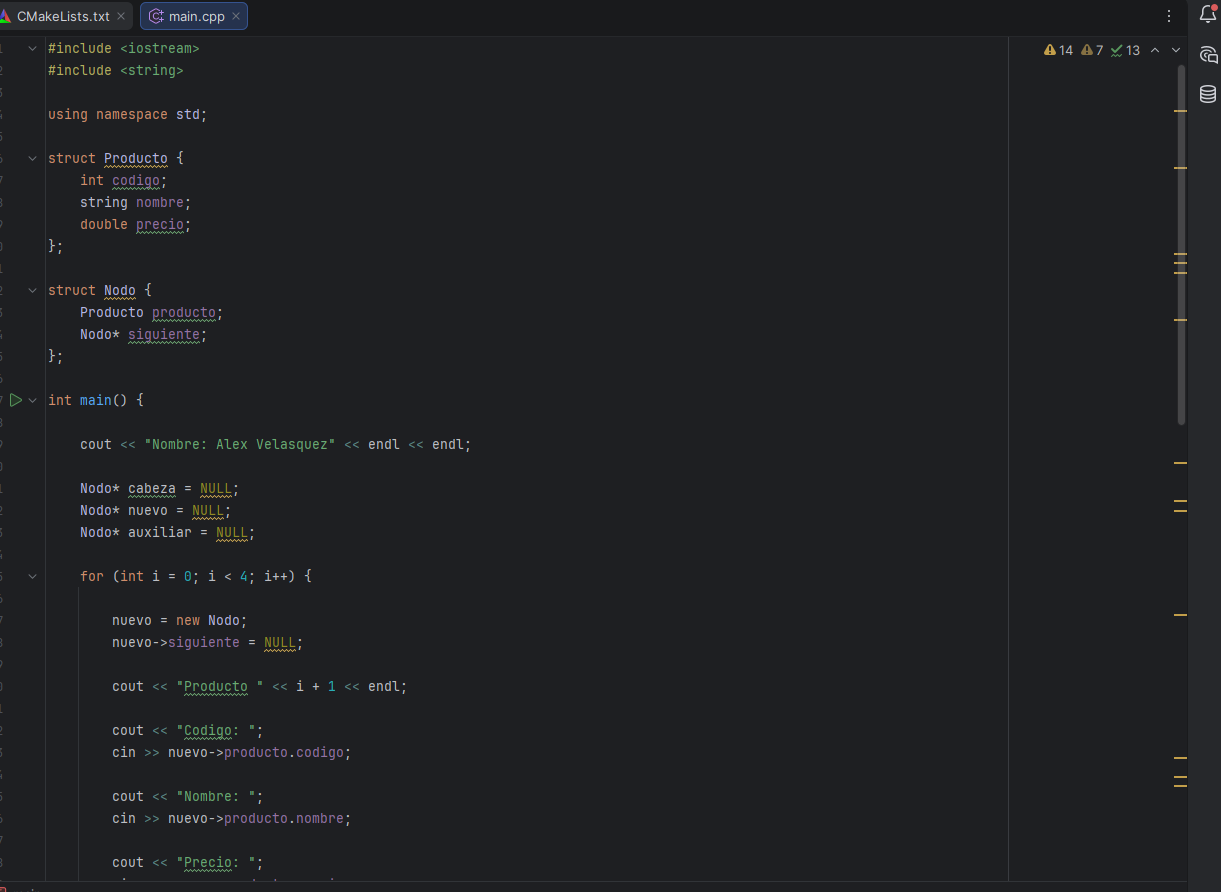 CMakeLists.txt
main.cpp
14 7 13
#include <iostream>
#include <string>
using namespace std;
struct Producto {
int codigo;
string nombre;
double precio;
};
struct Nodo {
Producto producto;
Nodo* siguiente;
};
int main() {
cout << "Nombre: Alex Velasquez" << endl << endl;
Nodo* cabeza = NULL;
Nodo* nuevo = NULL;
Nodo* auxiliar = NULL;
for (int i = 0; i < 4; i++) {
nuevo = new Nodo;
nuevo->siguiente = NULL;
cout << "Producto " << i + 1 << endl;
cout << "Codigo: ";
cin >> nuevo->producto.codigo;
cout << "Nombre: ";
cin >> nuevo->producto.nombre;
cout << "Precio: ";